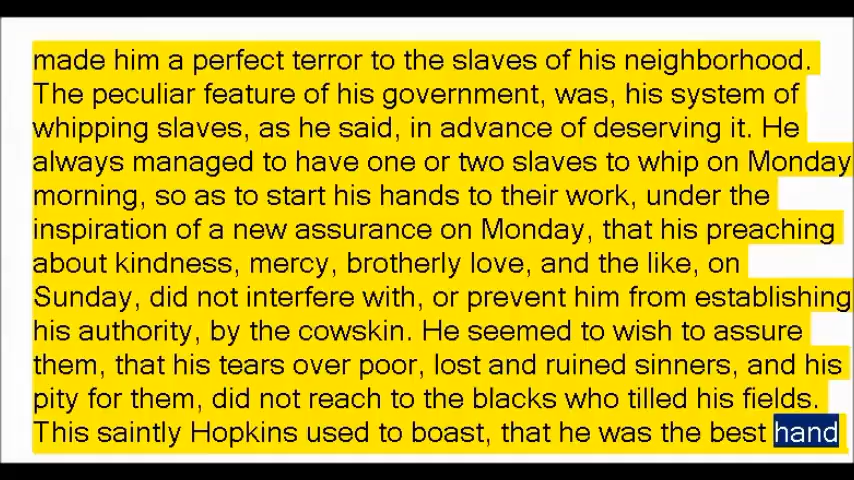 made him a perfect terror to the slaves of his neighborhood.
The peculiar feature of his government, was, his system of
whipping slaves, as he said, in advance of deserving it. He
always managed to have one or two slaves to whip on Monday
morning, so as to start his hands to their work, under the
inspiration of a new assurance on Monday, that his preaching
about kindness, mercy, brotherly love, and the like, on
Sunday, did not interfere with, or prevent him from establishing
his authority, by the cowskin. He seemed to wish to assure
them, that his tears over poor, lost and ruined sinners, and his
pity for them, did not reach to the blacks who tilled his fields.
This saintly Hopkins used to boast, that he was the best hand